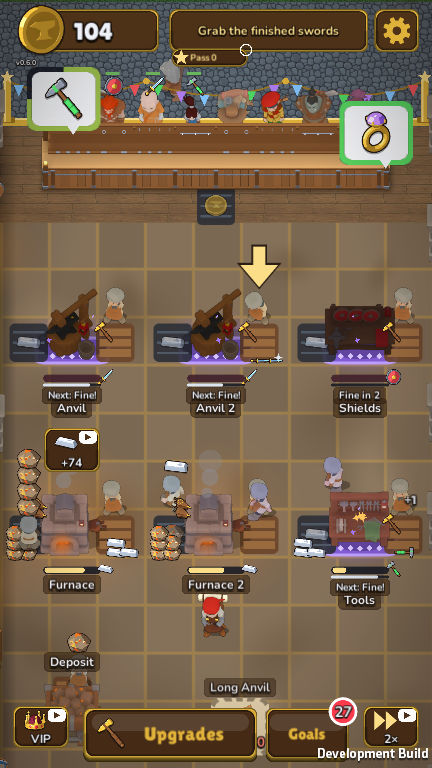 104
Grab the finished swords
Pass 0
v0.6.0
Next: Fine!
Anvil
Next: Fine!
Anvil 2
Fine in 2
Shields
+74
+1
Furnace
Furnace 2
Next: Fine!
Tools
Deposit
Long Anvil
VIP
Upgrades
Goals
27
2×
Development Build